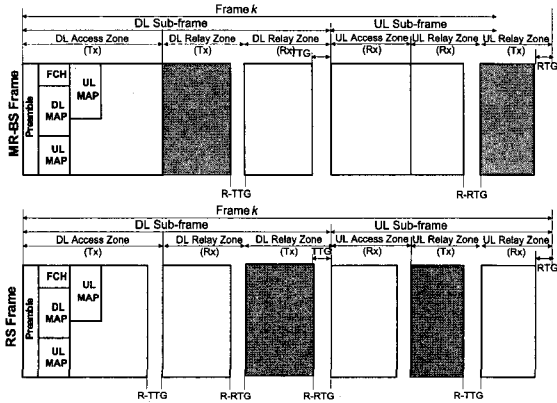 Frame k
DL Sub-frame UL Sub-frame
DL Access Zone (Tx) DL Relay Zone (Tx) DL Relay Zone (Rx) TTG UL Access Zone (Rx) UL Relay Zone (Rx) UL Relay Zone (Tx) RTG
MR-BS Frame
Preamble
FCH
DL MAP
UL MAP
UL MAP
R-TTG R-RTG
Frame k
DL Sub-frame UL Sub-frame
DL Access Zone (Tx) DL Relay Zone (Rx) DL Relay Zone (Tx) TTG UL Access Zone (Rx) UL Relay Zone (Tx) UL Relay Zone (Rx) RTG
RS Frame
Preamble
FCH
DL MAP
UL MAP
UL MAP
R-TTG R-RTG R-RTG R-TTG